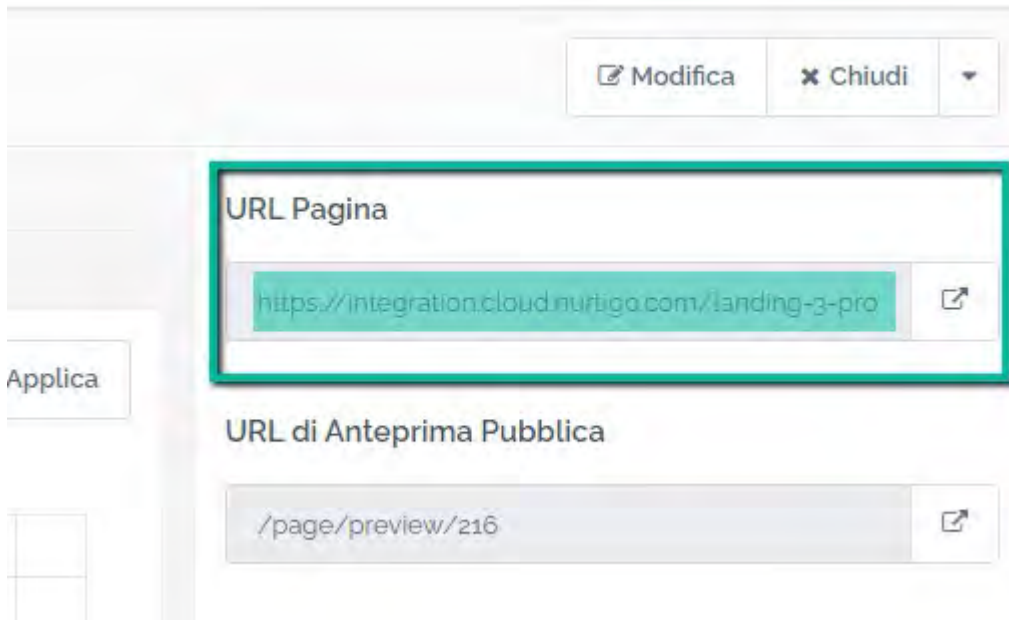 Modifica
Chiudi
URL Pagina
https://integration.cloud.nurtigo.com/landing-3-pro
Applica
URL di Anteprima Pubblica
/page/preview/216